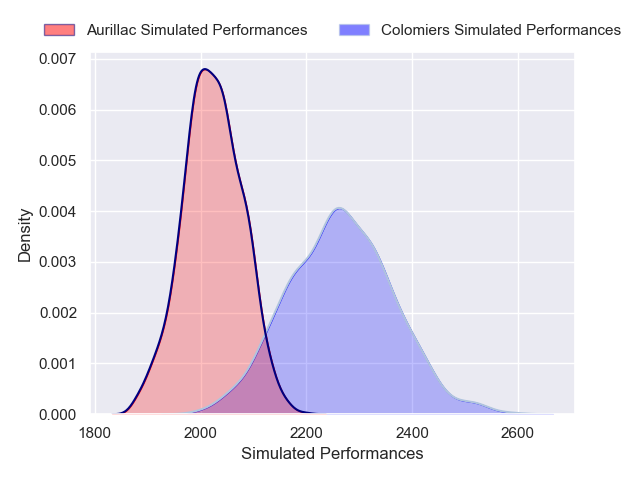 Aurillac Simulated Performances Colomiers Simulated Performances
0.007
0.006
0.005
0.004
0.003
0.002
0.001
0.000
Density
1800 2000 2200 2400 2600
Simulated Performances